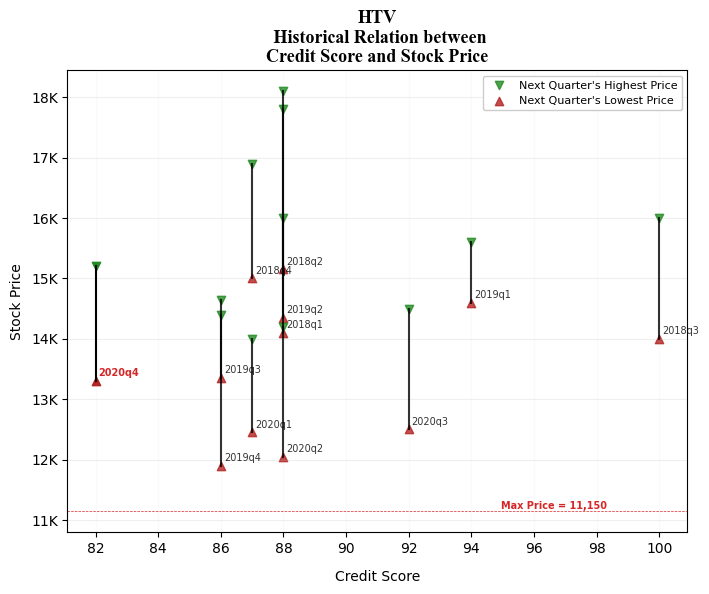 HTV
Historical Relation between
Credit Score and Stock Price
Next Quarter's Highest Price
Next Quarter's Lowest Price
Stock Price
18K
17K
16K
15K
14K
13K
12K
11K
2018q2
2018q4
2019q1
2019q2
2018q1
2018q3
2020q4
2019q3
2020q1
2020q3
2020q2
2019q4
Max Price = 11,150
82 84 86 88 90 92 94 96 98 100
Credit Score